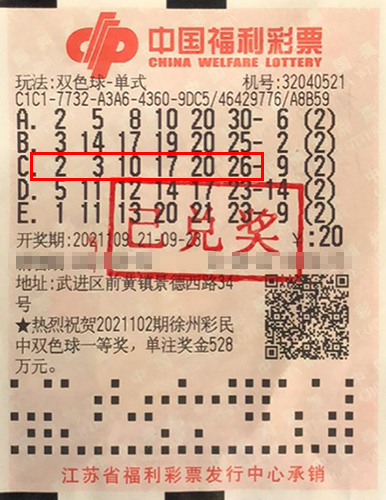 中国福利彩票
CHINA WELFARE LOTTERY
玩法:双色球-单式 机号:32040521
C1C1-7732-A3A6-4360-9DC5/46429776/A8B59
A. 2 5 8 10 20 30- 6 (2)
B. 3 14 17 19 20 25- 2 (2)
C. 2 3 10 17 20 26- 9 (2)
D. 5 11 12 14 17 23-14 (2)
E. 1 11 13 20 21 23- 9 (2)
已兑奖
开奖期:2021109 21-09-28 ¥:20
地址:武进区前黄镇景德西路34
号
★热烈祝贺2021102期徐州彩民
中双色球一等奖,单注奖金528
万元。
江苏省福利彩票发行中心承销